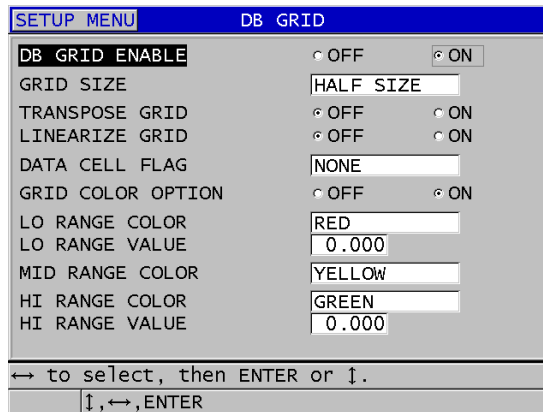 SETUP MENU DB GRID
DB GRID ENABLE OFF ON
GRID SIZE HALF SIZE
TRANSPOSE GRID OFF ON
LINEARIZE GRID OFF ON
DATA CELL FLAG NONE
GRID COLOR OPTION OFF ON
LO RANGE COLOR RED
LO RANGE VALUE 0.000
MID RANGE COLOR YELLOW
HI RANGE COLOR GREEN
HI RANGE VALUE 0.000
↔ to select, then ENTER or ↕.
↕,↔,ENTER